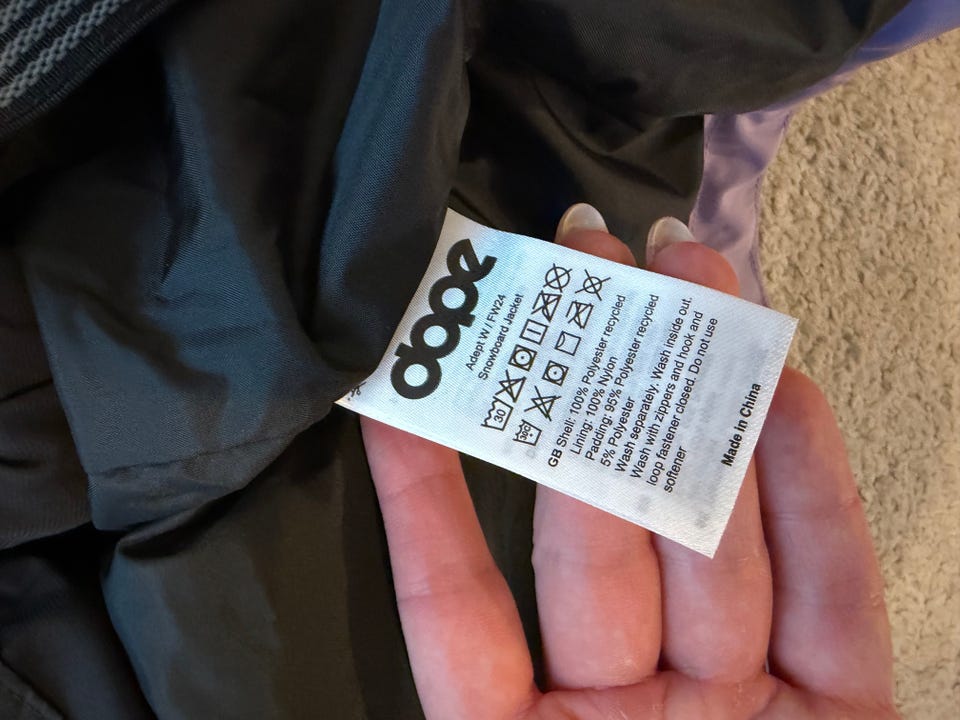 dope
Adept W / FW24
Snowboard Jacket
30
30C
GB Shell: 100% Polyester recycled
Lining: 100% Nylon
Padding: 95% Polyester recycled
5% Polyester
Wash separately. Wash inside out.
Wash with zippers and hook and
loop fastener closed. Do not use
softener
Made in China